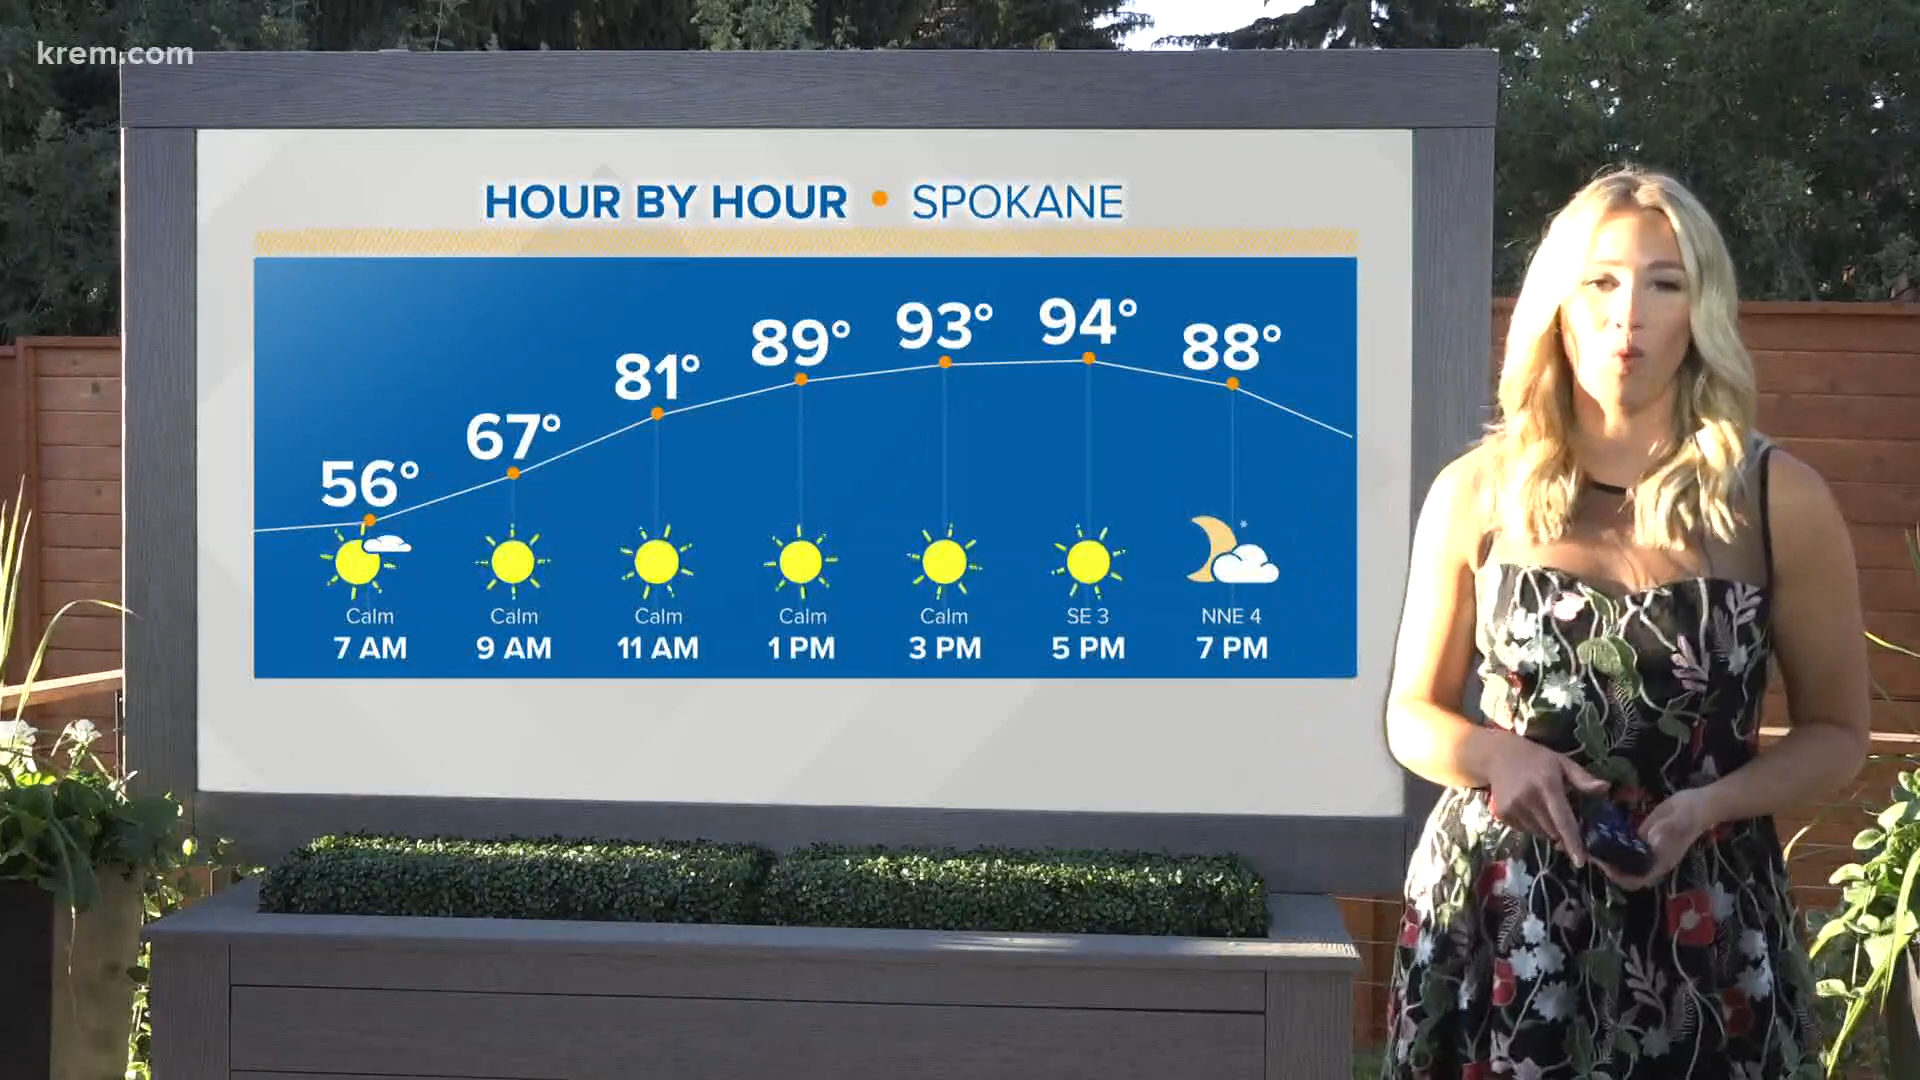 krem.com
HOUR BY HOUR • SPOKANE
56° 67° 81° 89° 93° 94° 88°
Calm Calm Calm Calm Calm SE 3 NNE 4
7 AM 9 AM 11 AM 1 PM 3 PM 5 PM 7 PM